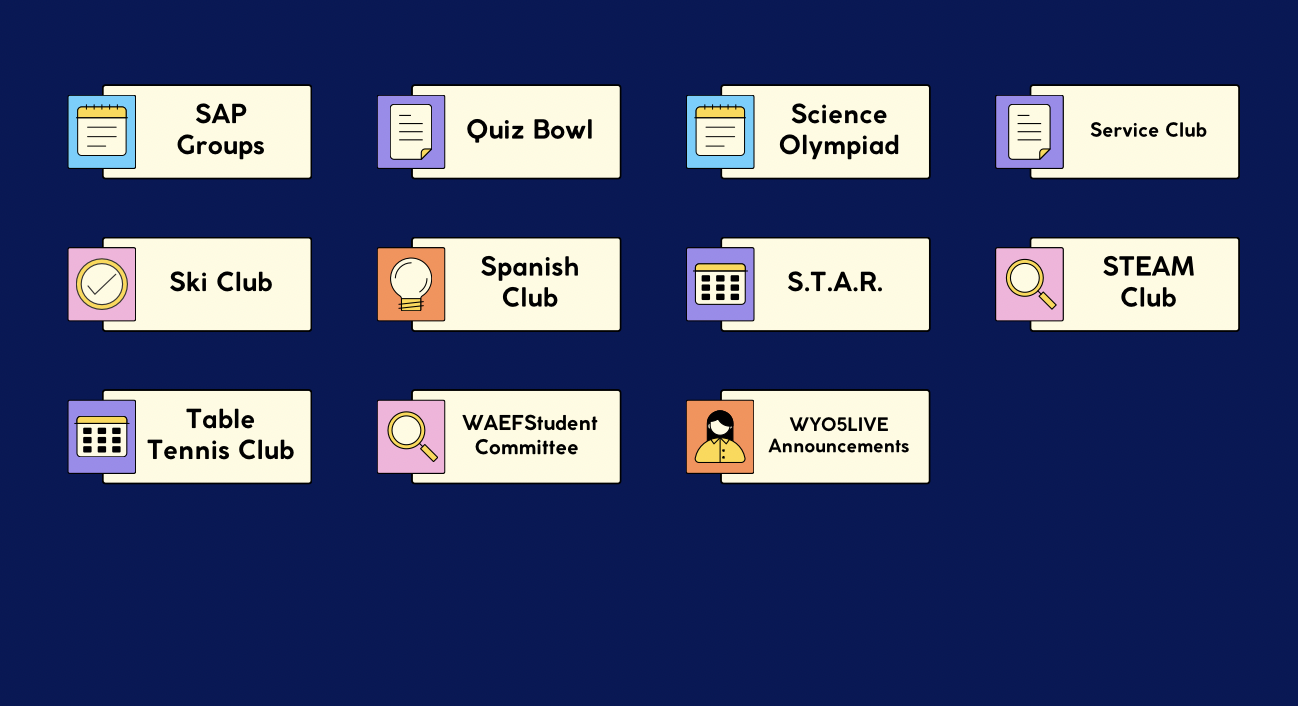 SAP
Groups
Quiz Bowl
Science
Olympiad
Service Club
Ski Club
Spanish
Club
S.T.A.R.
STEAM
Club
Table
Tennis Club
WAEFStudent
Committee
WYO5LIVE
Announcements